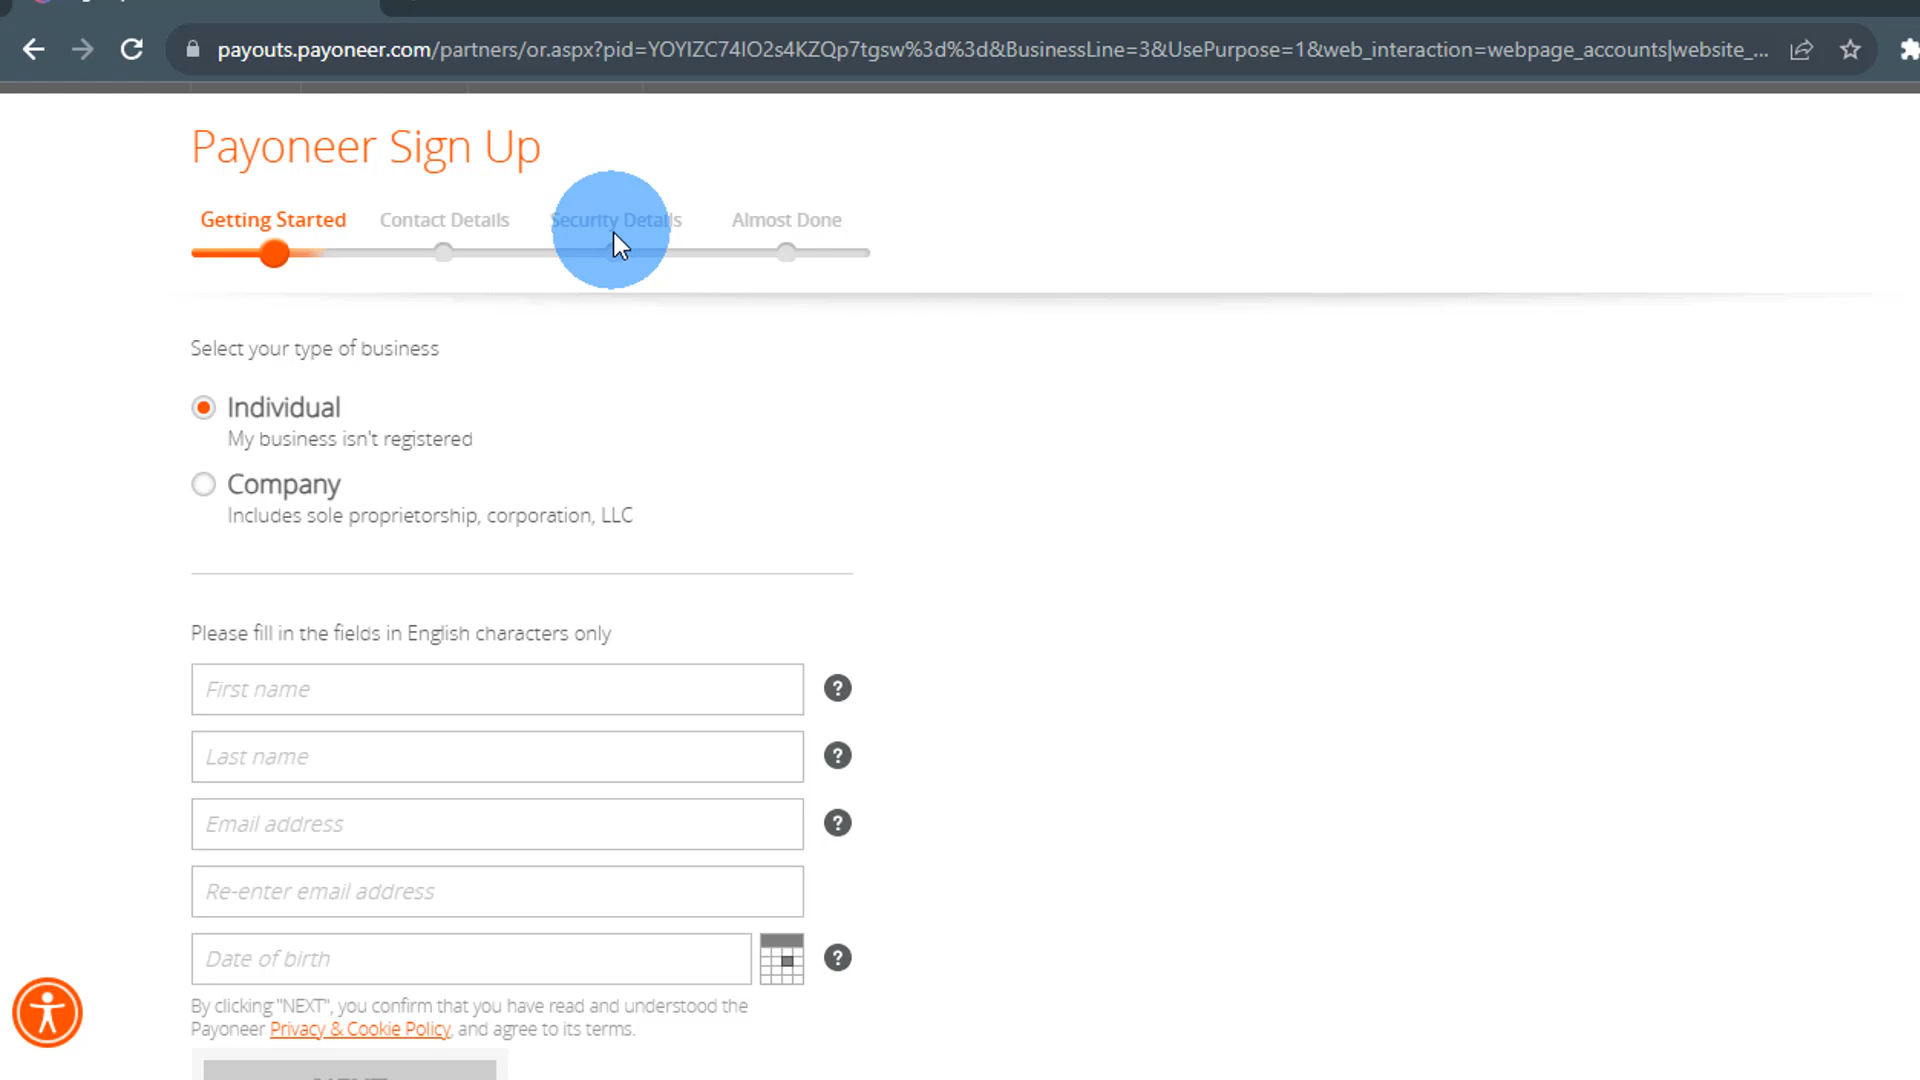 payouts.payoneer.com/partners/or.aspx?pid=YOYIZC74IO2s4KZQp7tgsw%3d%3d&BusinessLine=3&UsePurpose=1&web_interaction=webpage_accounts|website_...
Payoneer Sign Up
Getting Started Contact Details Security Details Almost Done
Select your type of business
Individual
My business isn't registered
Company
Includes sole proprietorship, corporation, LLC
Please fill in the fields in English characters only
First name
Last name
Email address
Re-enter email address
Date of birth
By clicking "NEXT", you confirm that you have read and understood the
Payoneer Privacy & Cookie Policy, and agree to its terms.